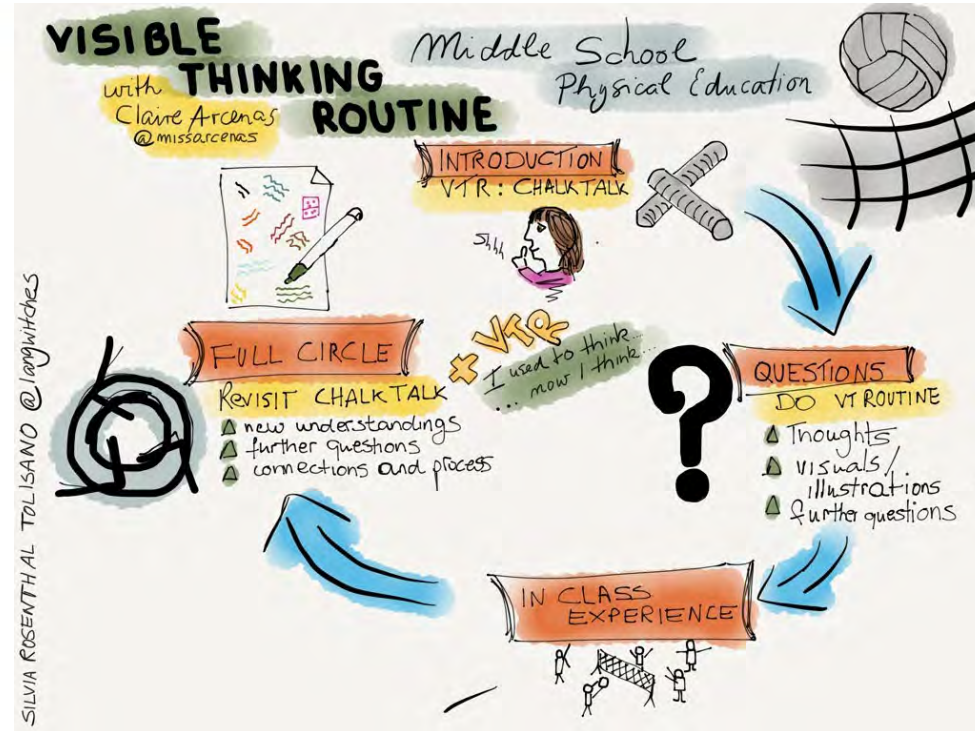 VISIBLE
THINKING
ROUTINE
with
Claire Arcenas
@missarcenas
Middle School
Physical Education
INTRODUCTION
VTR: CHALKTALK
Shhh
QUESTIONS
DO VT ROUTINE
Thoughts
visuals/
illustrations
further questions
IN CLASS
EXPERIENCE
FULL CIRCLE
REVISIT CHALKTALK
new understandings
further questions
connections and process
+ VTR
I used to think...
... now I think...
SILVIA ROSENTHAL TOLISANO @langwitches